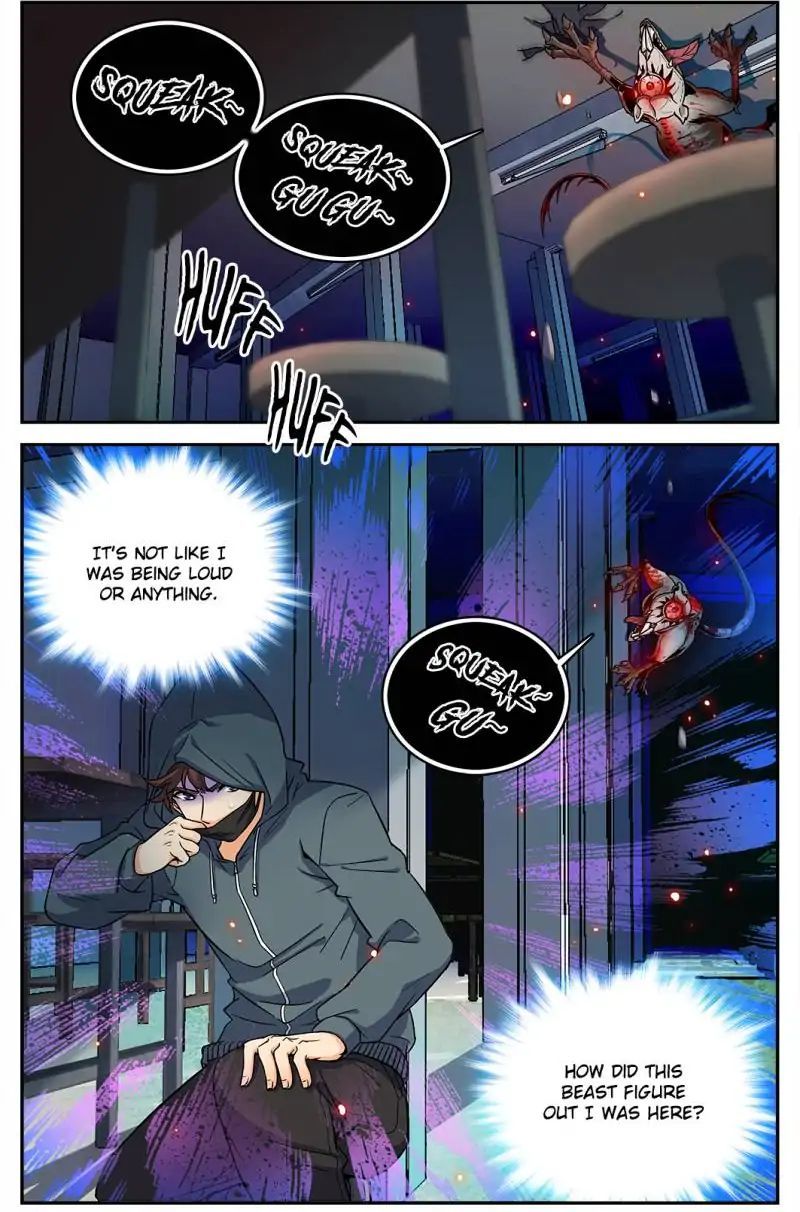 SQUEAK~
SQUEAK~
GU GU~
HUFF
HUFF
IT'S NOT LIKE I
WAS BEING LOUD
OR ANYTHING.
SQUEAK~
GU~
HOW DID THIS
BEAST FIGURE
OUT I WAS HERE?